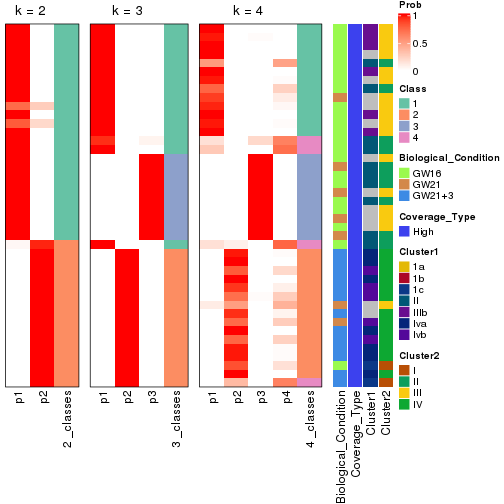 k = 2
k = 3
k = 4
p1
p2
2_classes
p1
p2
p3
3_classes
p1
p2
p3
p4
4_classes
Biological_Condition
Coverage_Type
Cluster1
Cluster2
Prob
1
0.5
0
Class
1
2
3
4
Biological_Condition
GW16
GW21
GW21+3
Coverage_Type
High
Cluster1
1a
1b
1c
II
IIIb
Iva
Ivb
Cluster2
I
II
III
IV